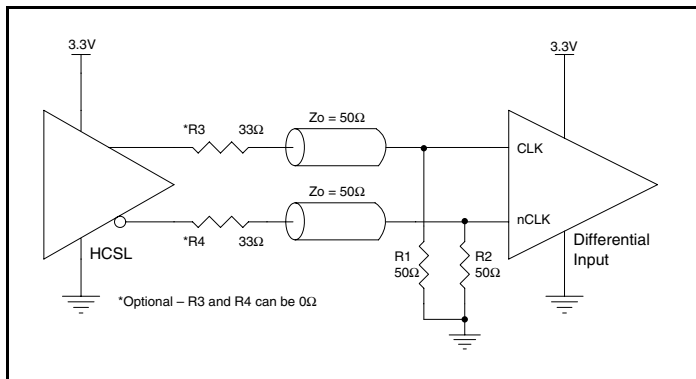 3.3V
3.3V
*R3
33Ω
Zo = 50Ω
CLK
Zo = 50Ω
nCLK
*R4
33Ω
HCSL
R1
50Ω
R2
50Ω
Differential
Input
*Optional – R3 and R4 can be 0Ω